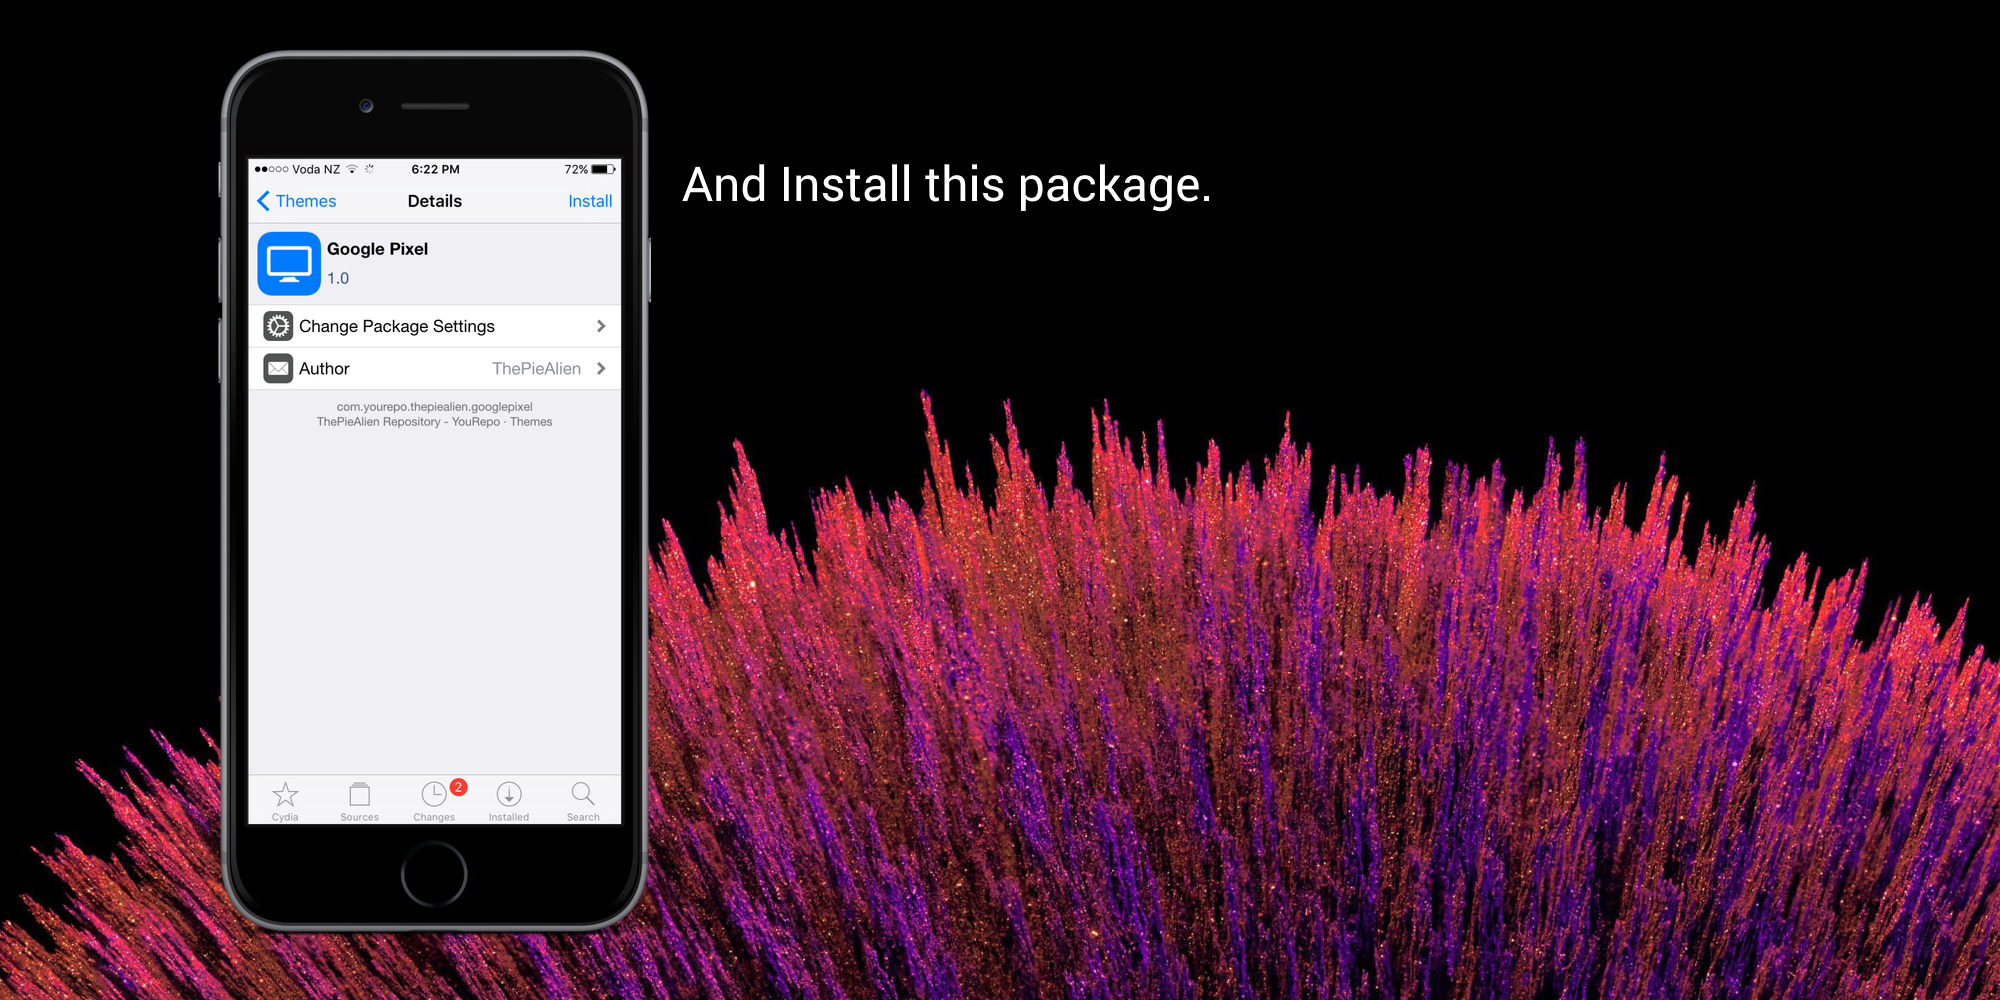 Voda NZ 6:22 PM 72%
Themes Details Install
Google Pixel
1.0
Change Package Settings
Author ThePieAlien
com.yourepo.thepiealien.googlepixel
ThePieAlien Repository - YouRepo · Themes
2
Cydia Sources Changes Installed Search
And Install this package.